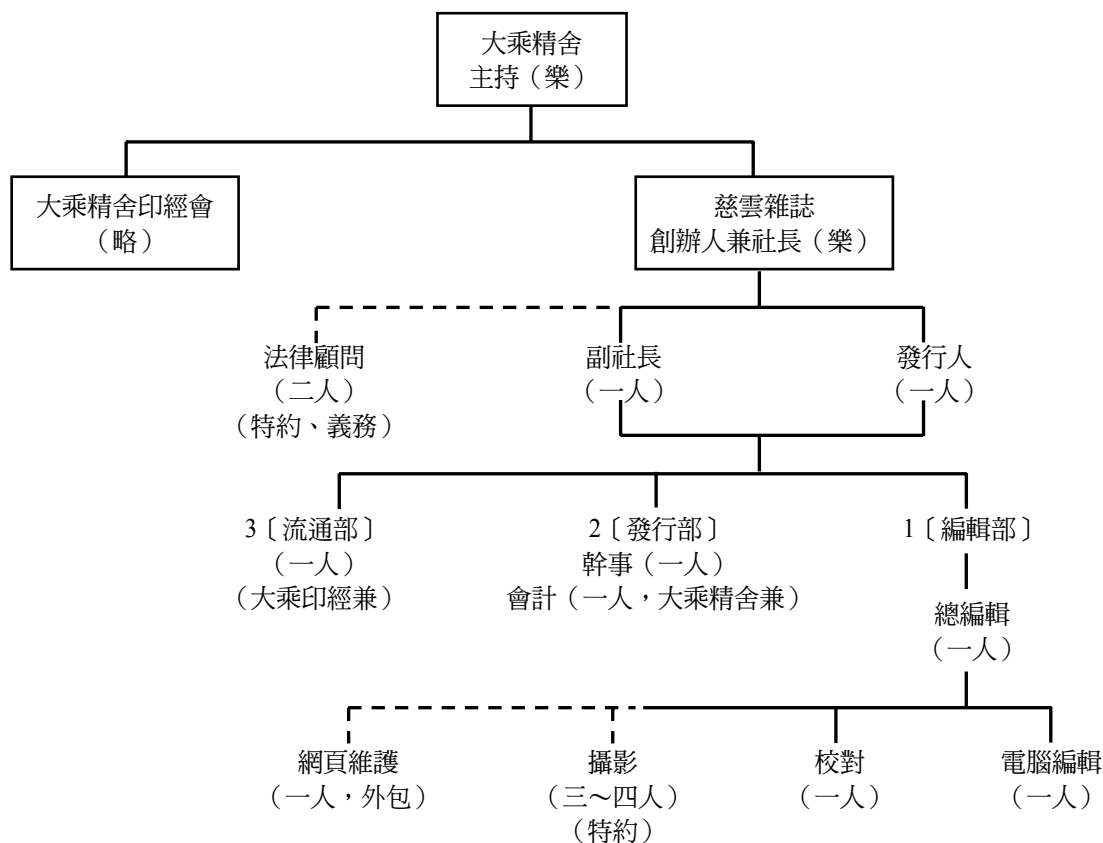 大乘精舍
主持（樂）
大乘精舍印經會
（略）
慈雲雜誌
創辦人兼社長（樂）
法律顧問
（二人）
（特約、義務）
副社長
（一人）
發行人
（一人）
3〔流通部〕
（一人）
（大乘印經兼）
2〔發行部〕
幹事（一人）
會計（一人，大乘精舍兼）
1〔編輯部〕
總編輯
（一人）
網頁維護
（一人，外包）
攝影
（三～四人）
（特約）
校對
（一人）
電腦編輯
（一人）